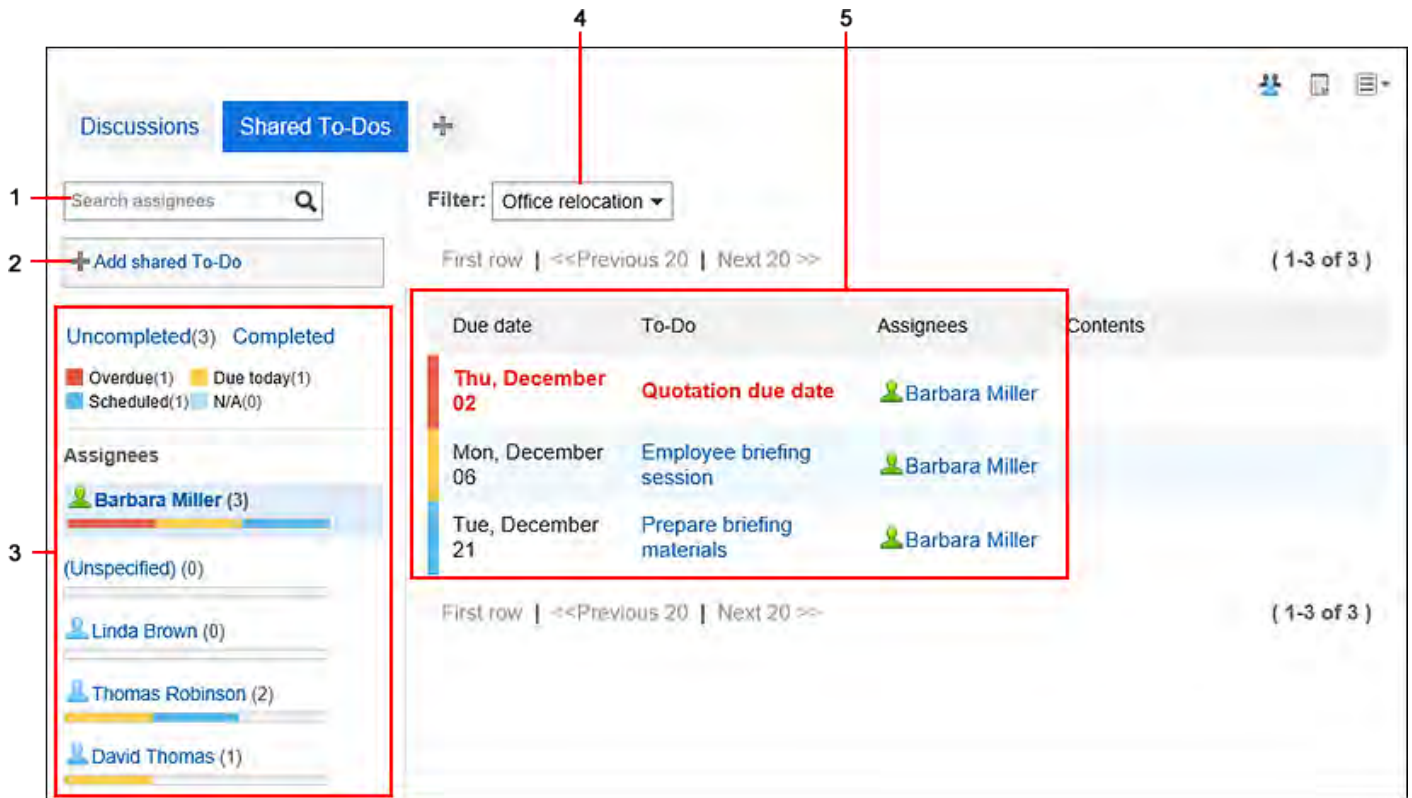 4 5
Discussions Shared To-Dos
1 Search assignees Filter: Office relocation
2 Add shared To-Do First row | <<Previous 20 | Next 20 >> ( 1-3 of 3 )
Uncompleted(3) Completed
Overdue(1) Due today(1)
Scheduled(1) N/A(0)
Assignees
Barbara Miller (3)
3
(Unspecified) (0)
Linda Brown (0)
Thomas Robinson (2)
David Thomas (1)
Due date To-Do Assignees Contents
Thu, December
02 Quotation due date Barbara Miller
Mon, December Employee briefing
06 session Barbara Miller
Tue, December Prepare briefing
21 materials Barbara Miller
First row | <<Previous 20 | Next 20 >> ( 1-3 of 3 )